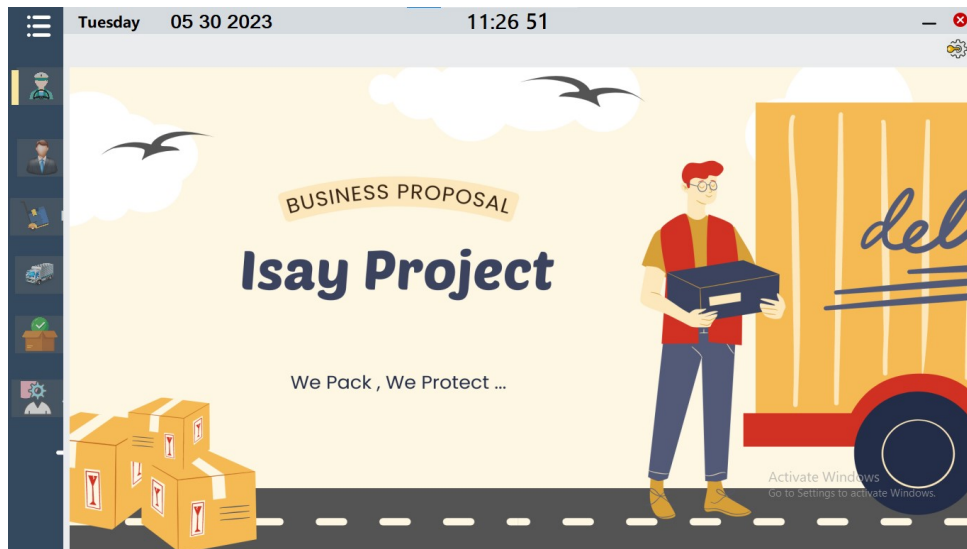 Tuesday 05 30 2023 11:26 51
BUSINESS PROPOSAL
Isay Project
We Pack , We Protect ...
Activate Windows
Go to Settings to activate Windows.